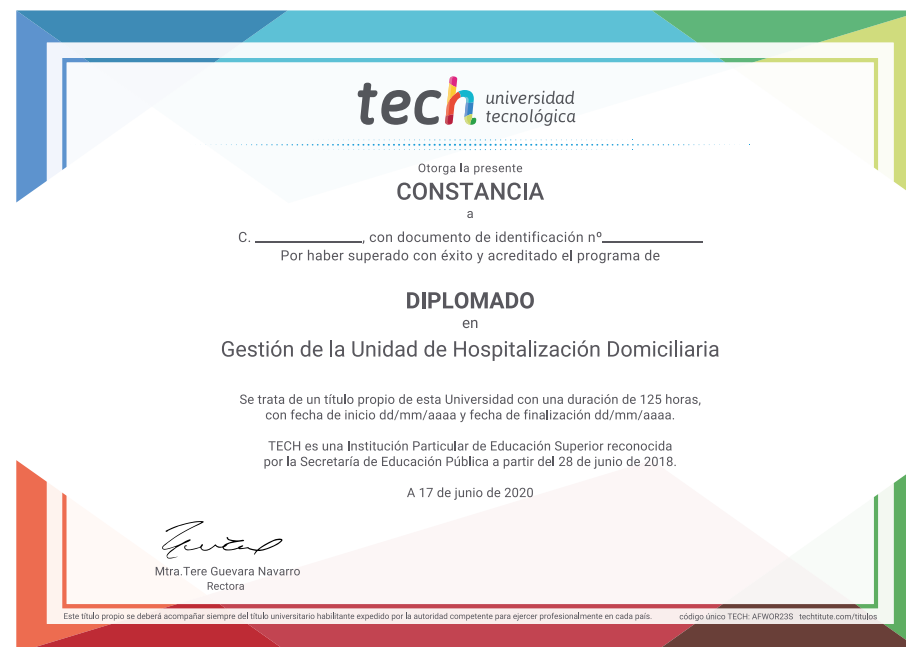 tech universidad
tecnológica
Otorga la presente
CONSTANCIA
a
C. ____________, con documento de identificación nº____________
Por haber superado con éxito y acreditado el programa de
DIPLOMADO
en
Gestión de la Unidad de Hospitalización Domiciliaria
Se trata de un título propio de esta Universidad con una duración de 125 horas,
con fecha de inicio dd/mm/aaaa y fecha de finalización dd/mm/aaaa.
TECH es una Institución Particular de Educación Superior reconocida
por la Secretaría de Educación Pública a partir del 28 de junio de 2018.
A 17 de junio de 2020
Mtra.Tere Guevara Navarro
Rectora
Este título propio se deberá acompañar siempre del título universitario habilitante expedido por la autoridad competente para ejercer profesionalmente en cada país. código único TECH: AFWOR23S techtitute.com/títulos